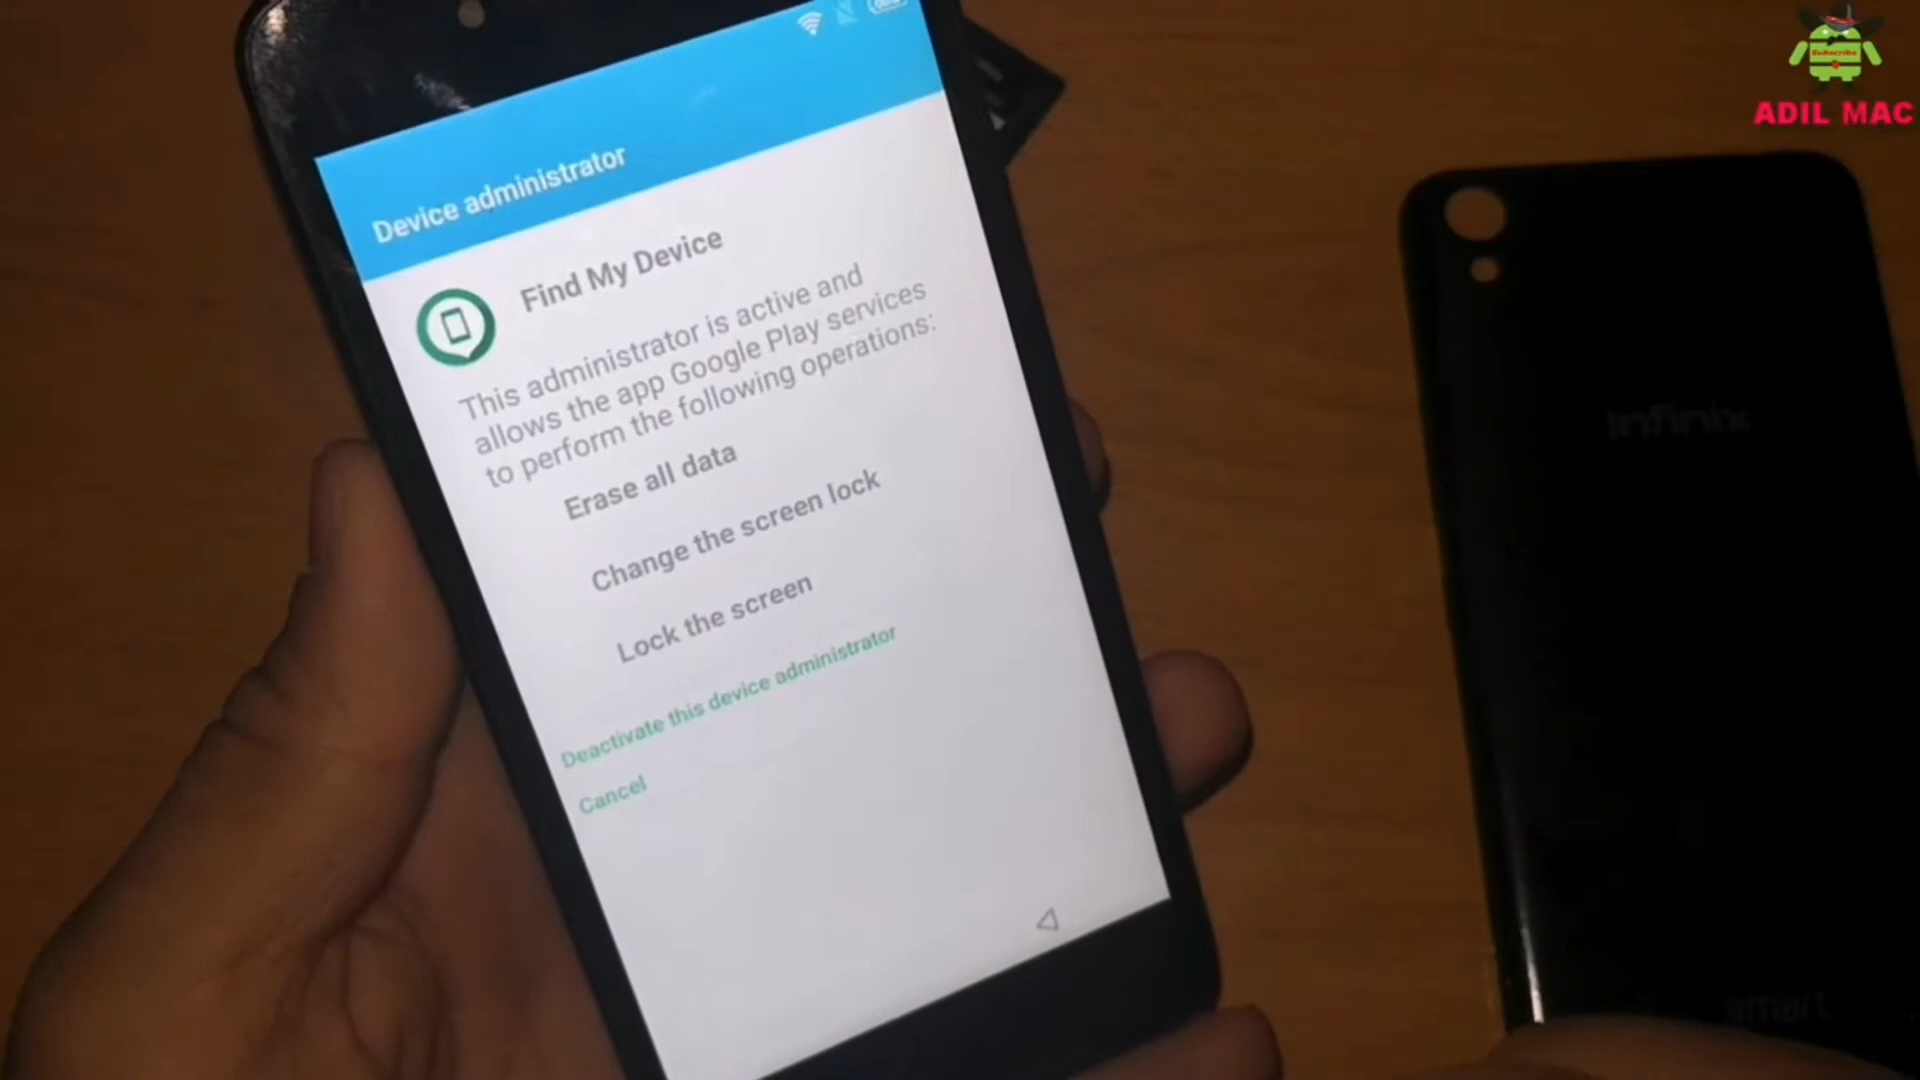 Subscribe
ADIL MAC
Device administrator
Find My Device
This administrator is active and
allows the app Google Play services
to perform the following operations:
Erase all data
Change the screen lock
Lock the screen
Deactivate this device administrator
Cancel
Infinix
smart